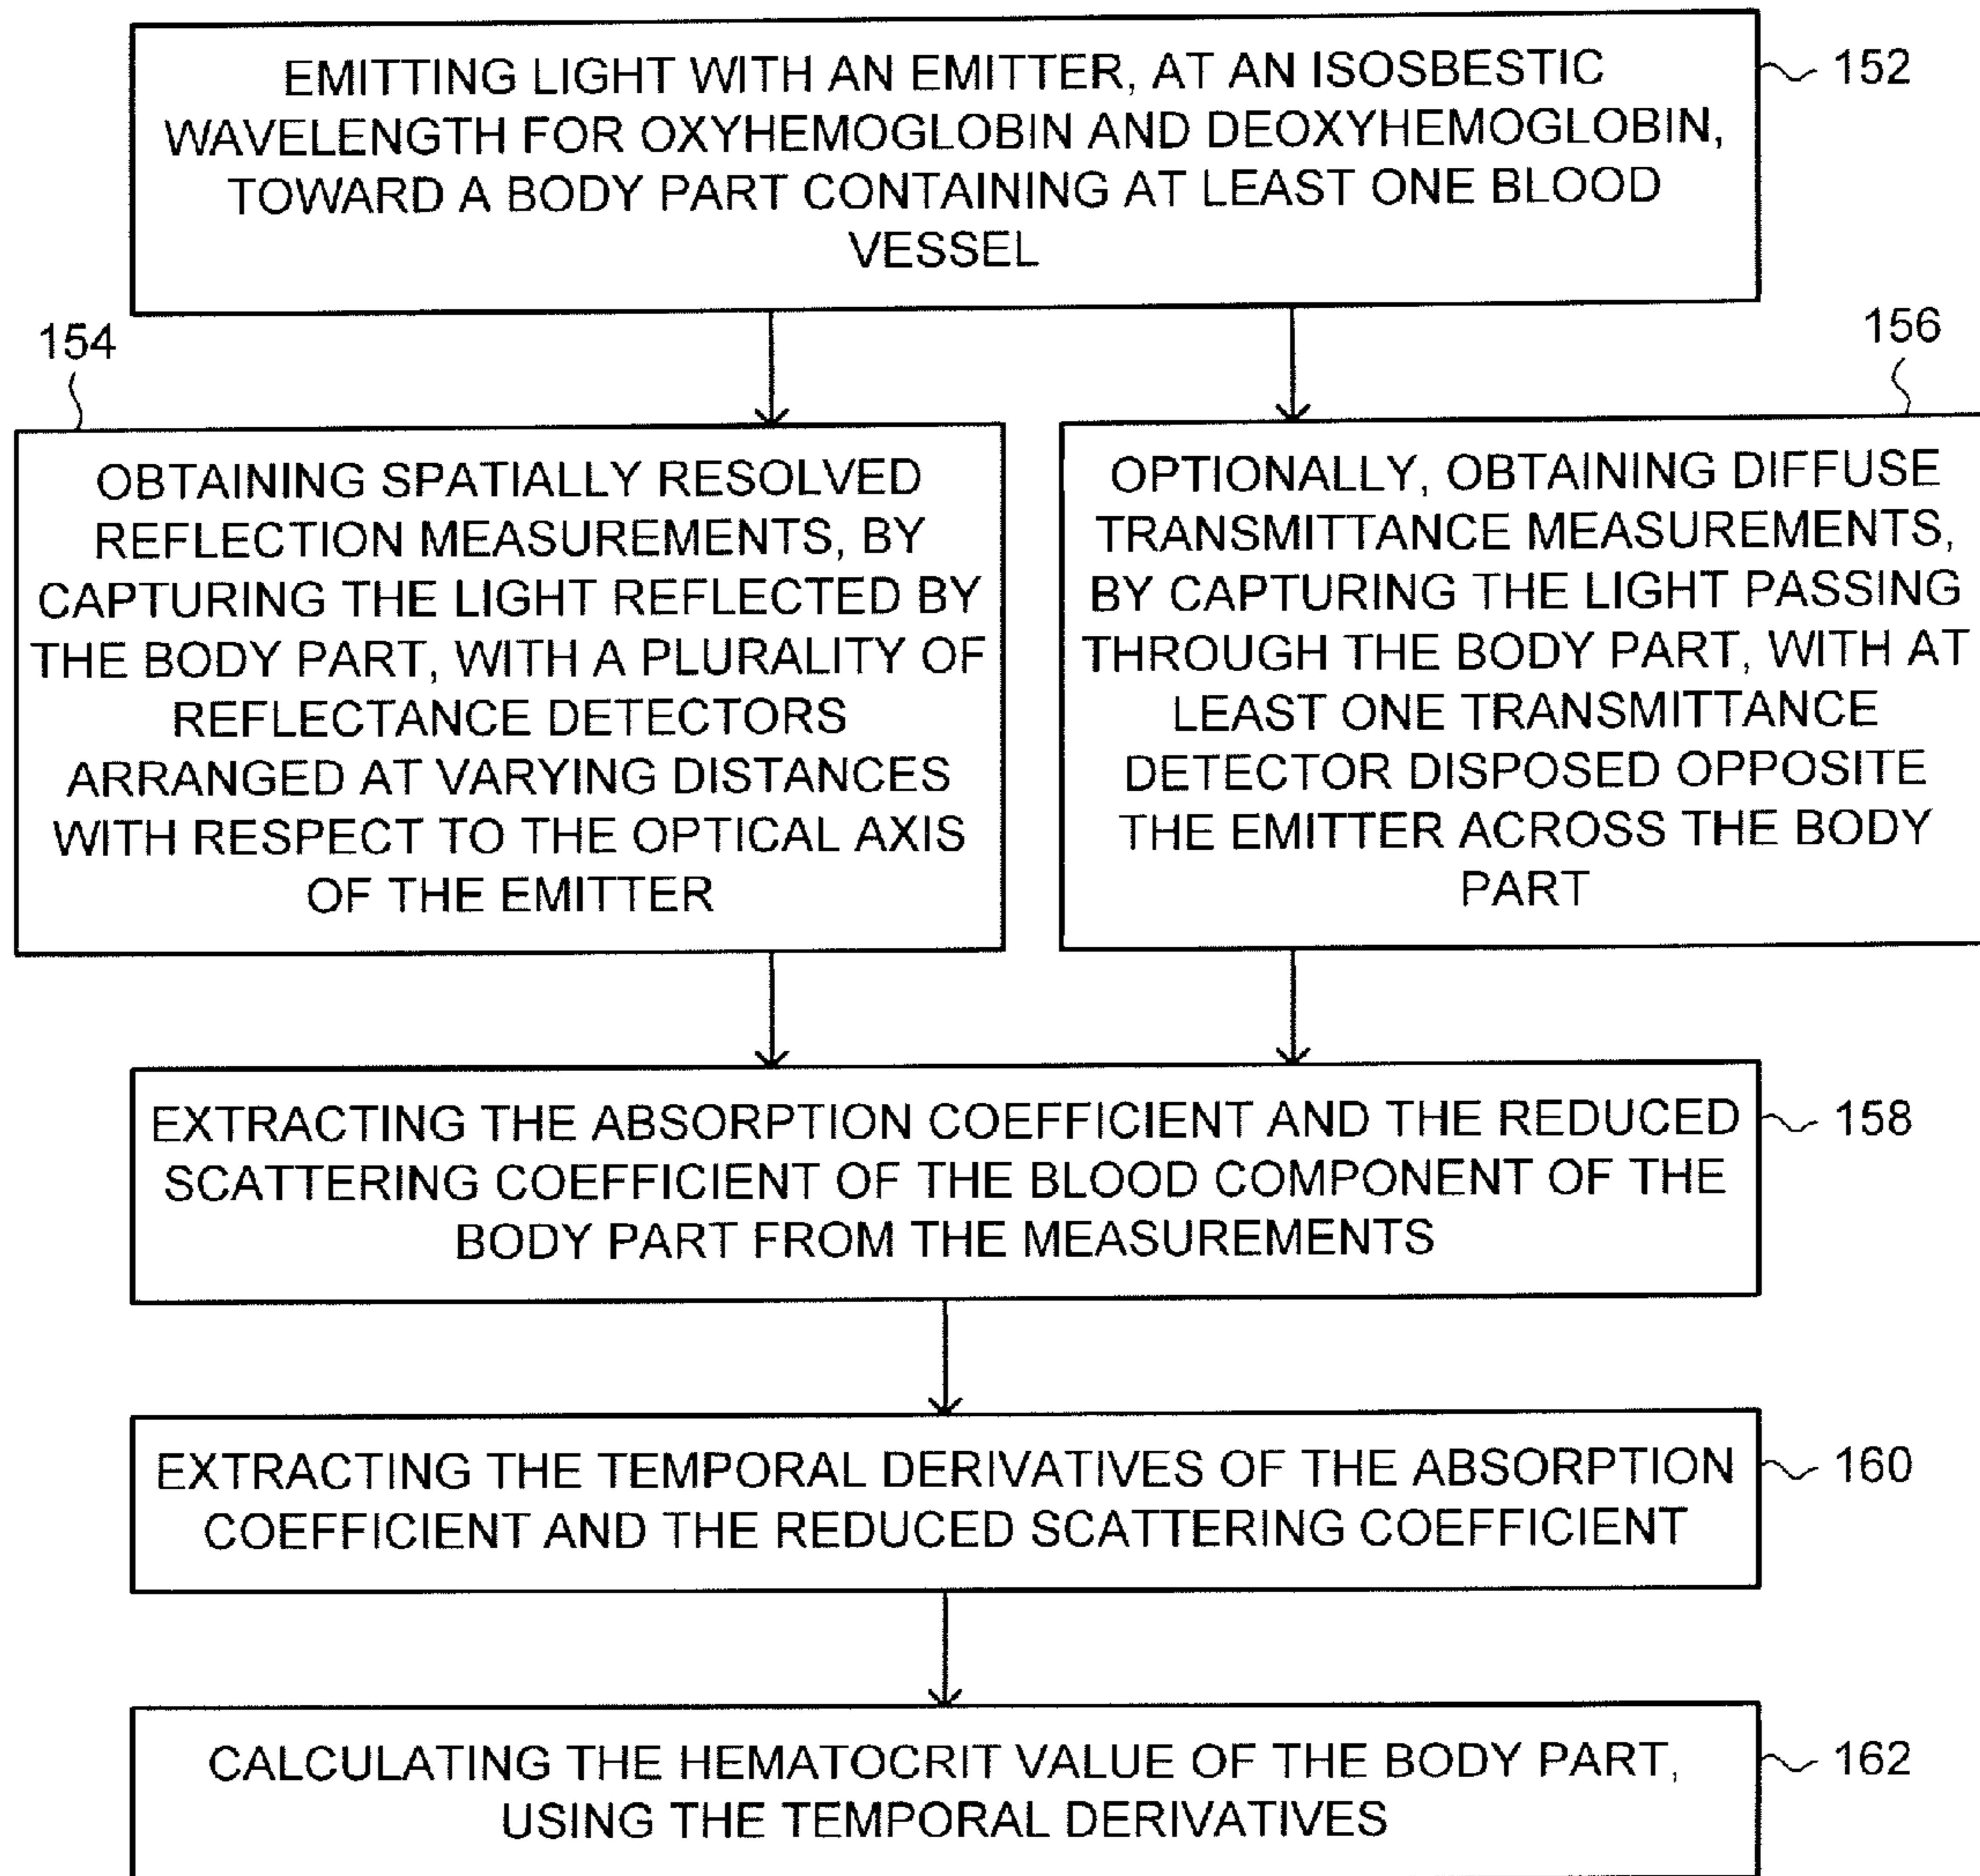 EMITTING LIGHT WITH AN EMITTER, AT AN ISOSBESTIC
WAVELENGTH FOR OXYHEMOGLOBIN AND DEOXYHEMOGLOBIN,
TOWARD A BODY PART CONTAINING AT LEAST ONE BLOOD
VESSEL
152
154
OBTAINING SPATIALLY RESOLVED
REFLECTION MEASUREMENTS, BY
CAPTURING THE LIGHT REFLECTED BY
THE BODY PART, WITH A PLURALITY OF
REFLECTANCE DETECTORS
ARRANGED AT VARYING DISTANCES
WITH RESPECT TO THE OPTICAL AXIS
OF THE EMITTER
156
OPTIONALLY, OBTAINING DIFFUSE
TRANSMITTANCE MEASUREMENTS,
BY CAPTURING THE LIGHT PASSING
THROUGH THE BODY PART, WITH AT
LEAST ONE TRANSMITTANCE
DETECTOR DISPOSED OPPOSITE
THE EMITTER ACROSS THE BODY
PART
EXTRACTING THE ABSORPTION COEFFICIENT AND THE REDUCED
SCATTERING COEFFICIENT OF THE BLOOD COMPONENT OF THE
BODY PART FROM THE MEASUREMENTS
158
EXTRACTING THE TEMPORAL DERIVATIVES OF THE ABSORPTION
COEFFICIENT AND THE REDUCED SCATTERING COEFFICIENT
160
CALCULATING THE HEMATOCRIT VALUE OF THE BODY PART,
USING THE TEMPORAL DERIVATIVES
162